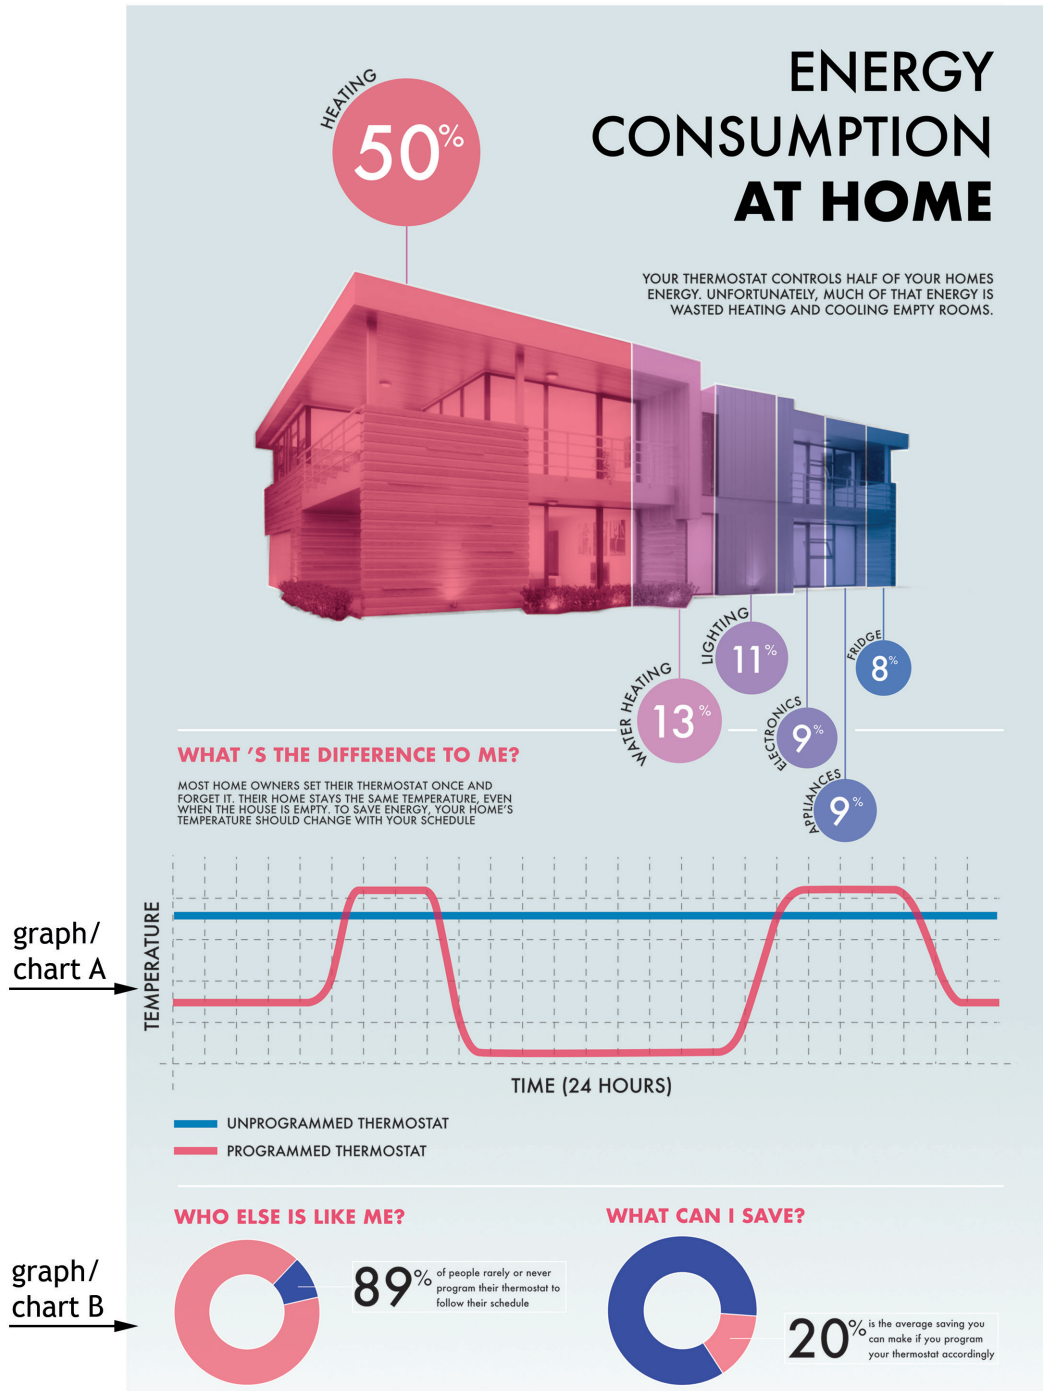 ENERGY
CONSUMPTION
AT HOME
HEATING
50%
YOUR THERMOSTAT CONTROLS HALF OF YOUR HOMES
ENERGY. UNFORTUNATELY, MUCH OF THAT ENERGY IS
WASTED HEATING AND COOLING EMPTY ROOMS.
WATER HEATING
13%
LIGHTING
11%
ELECTRONICS
9%
APPLIANCES
9%
FRIDGE
8%
WHAT 'S THE DIFFERENCE TO ME?
MOST HOME OWNERS SET THEIR THERMOSTAT ONCE AND
FORGET IT. THEIR HOME STAYS THE SAME TEMPERATURE, EVEN
WHEN THE HOUSE IS EMPTY. TO SAVE ENERGY, YOUR HOME'S
TEMPERATURE SHOULD CHANGE WITH YOUR SCHEDULE
graph/
chart A
TEMPERATURE
TIME (24 HOURS)
UNPROGRAMMED THERMOSTAT
PROGRAMMED THERMOSTAT
graph/
chart B
WHO ELSE IS LIKE ME?
89%
of people rarely or never
program their thermostat to
follow their schedule
WHAT CAN I SAVE?
20%
is the average saving you
can make if you program
your thermostat accordingly